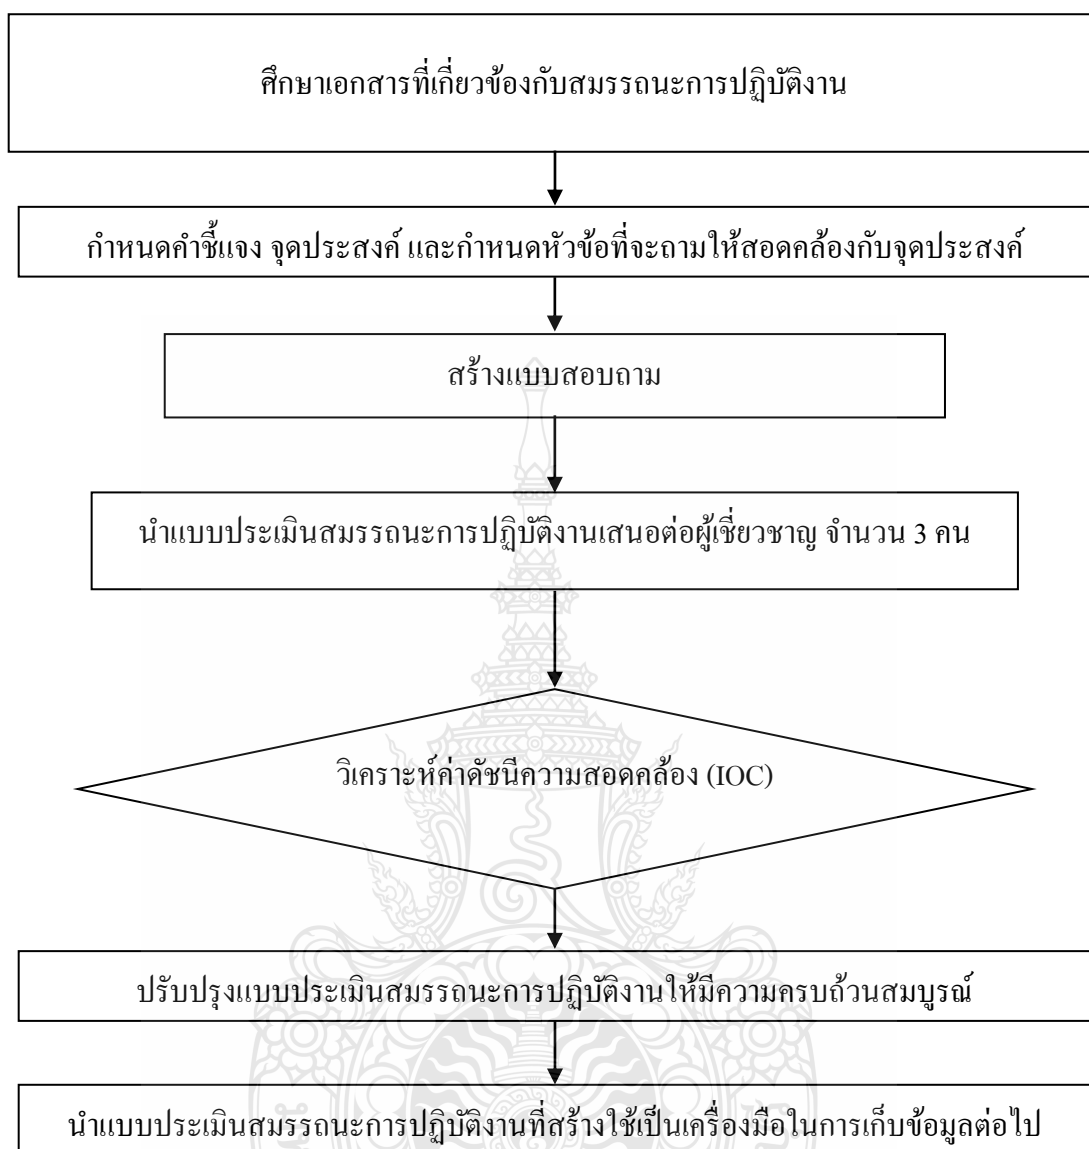 ศึกษาเอกสารที่เกี่ยวข้องกับสมรรถนะการปฏิบัติงาน
กำหนดคำชี้แจง จุดประสงค์ และกำหนดหัวข้อที่จะถามให้สอดคล้องกับจุดประสงค์
สร้างแบบสอบถาม
นำแบบประเมินสมรรถนะการปฏิบัติงานเสนอต่อผู้เชี่ยวชาญ จำนวน 3 คน
วิเคราะห์ค่าดัชนีความสอดคล้อง (IOC)
ปรับปรุงแบบประเมินสมรรถนะการปฏิบัติงานให้มีความครบถ้วนสมบูรณ์
นำแบบประเมินสมรรถนะการปฏิบัติงานที่สร้างใช้เป็นเครื่องมือในการเก็บข้อมูลต่อไป